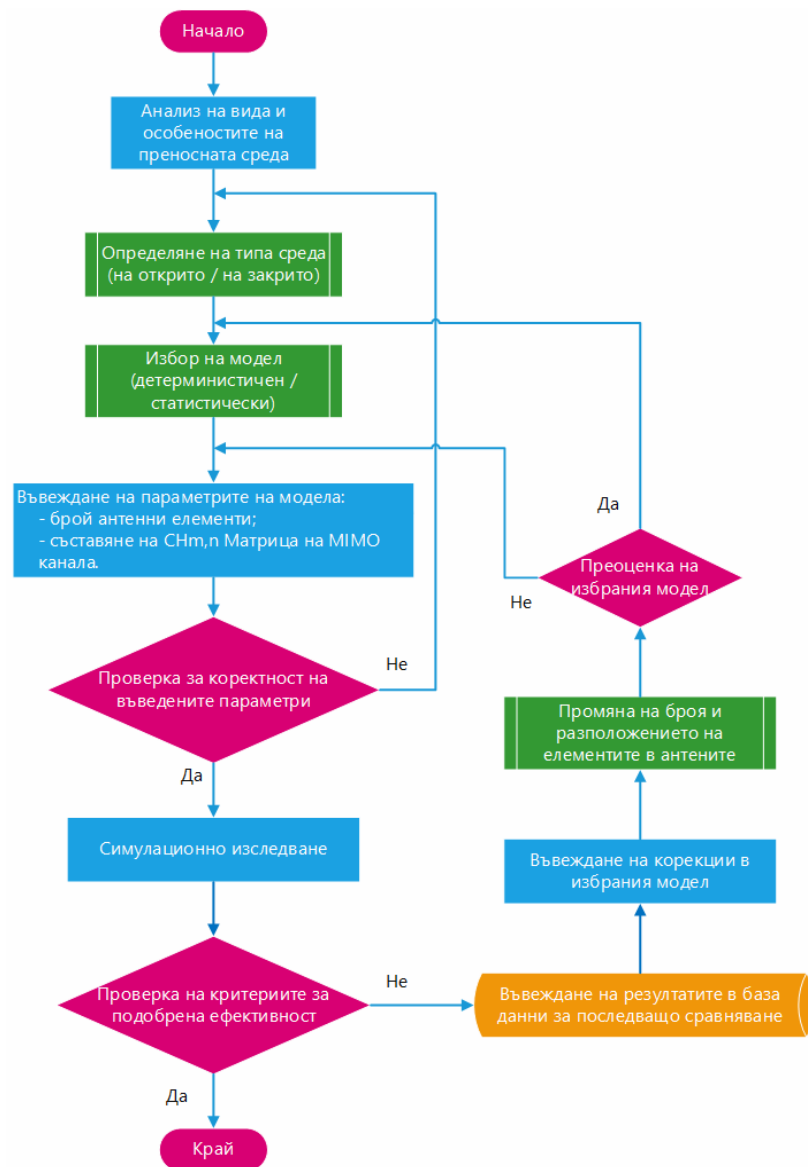 Начало
Анализ на вида и
особеностите на
преносната среда
Определяне на типа среда
(на открито / на закрито)
Избор на модел
(детерминистичен /
статистически)
Въвеждане на параметрите на модела:
- брой антенни елементи;
- съставяне на CHm,n Матрица на MIMO
канала.
Да
Преоценка на
избрания модел
Не
Проверка за коректност на
въведените параметри
Не
Да
Промяна на броя и
разположението на
елементите в антените
Симулационно изследване
Въвеждане на корекции в
избрания модел
Проверка на критериите за
подобрена ефективност
Не
Въвеждане на резултатите в база
данни за последващо сравняване
Да
Край